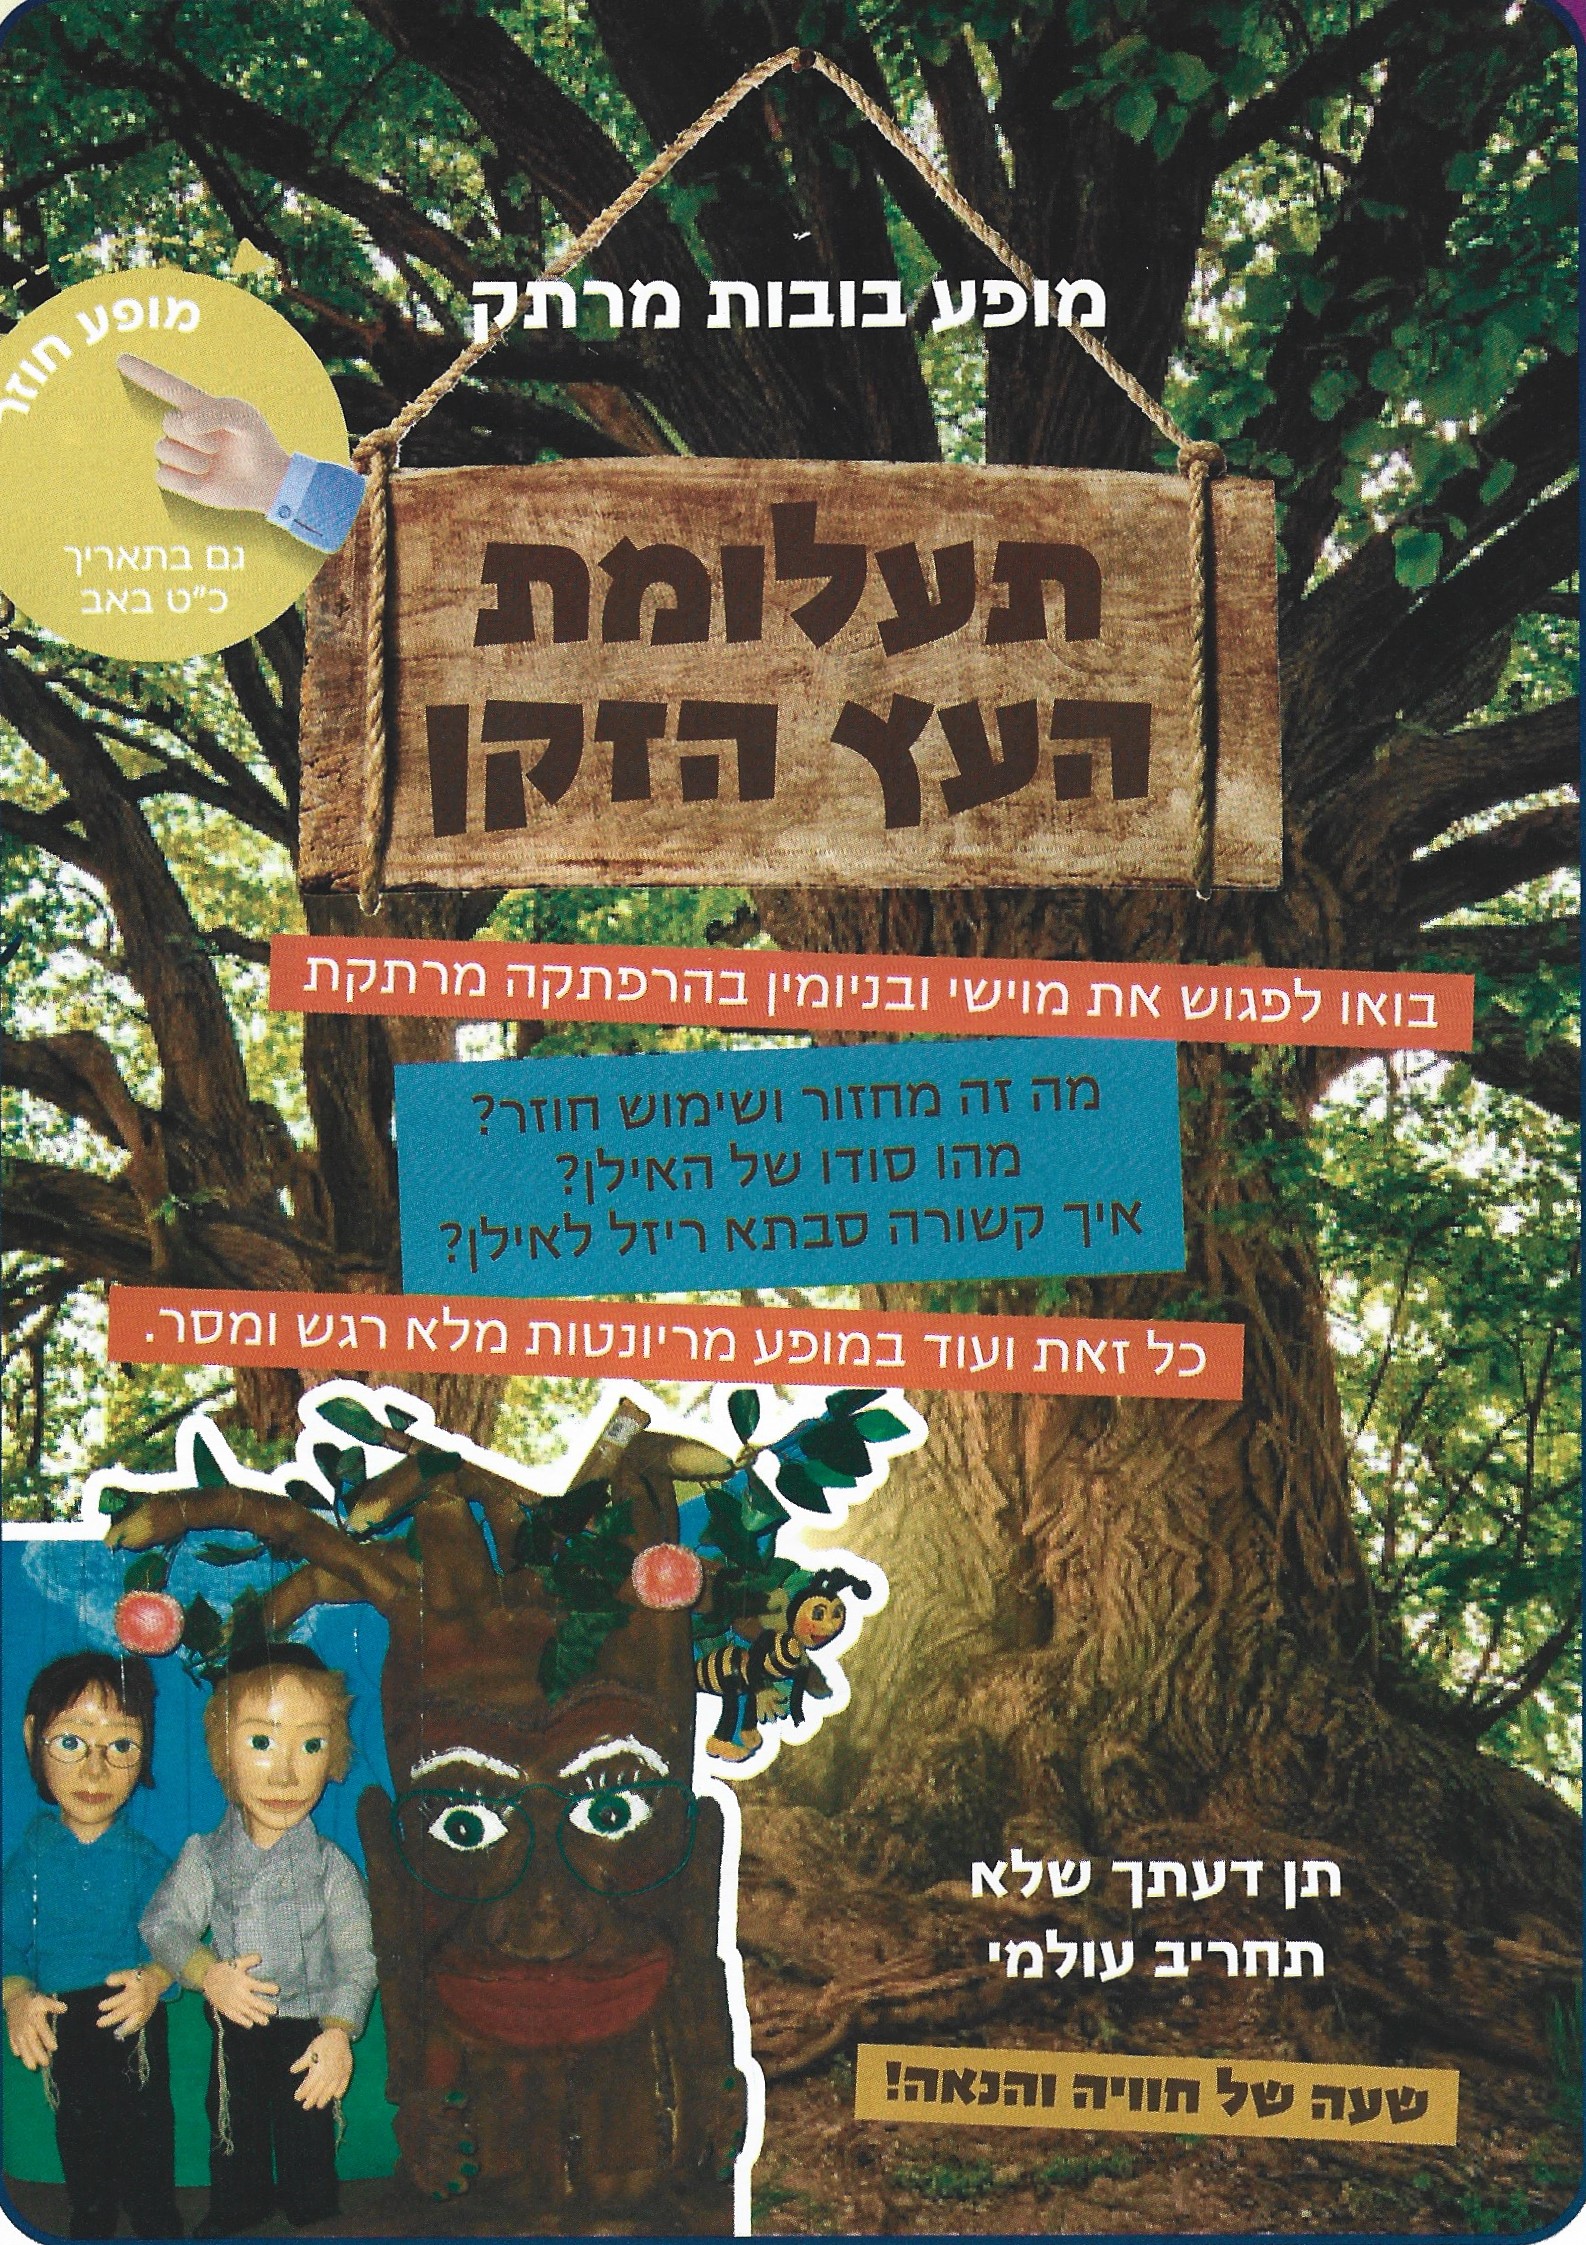 מופע בובות מרתק
מופע חוזר
גם בתאריך
כ"ט באב
תעלומת
העץ הזקן
בואו לפגוש את מוישי ובניומין בהרפתקה מרתקת
מה זה מחזור ושימוש חוזר?
מהו סודו של האילן?
איך קשורה סבתא ריזל לאילן?
כל זאת ועוד במופע מריונטות מלא רגש ומסר.
תן דעתך שלא
תחריב עולמי
שעה של חוויה והנאה!